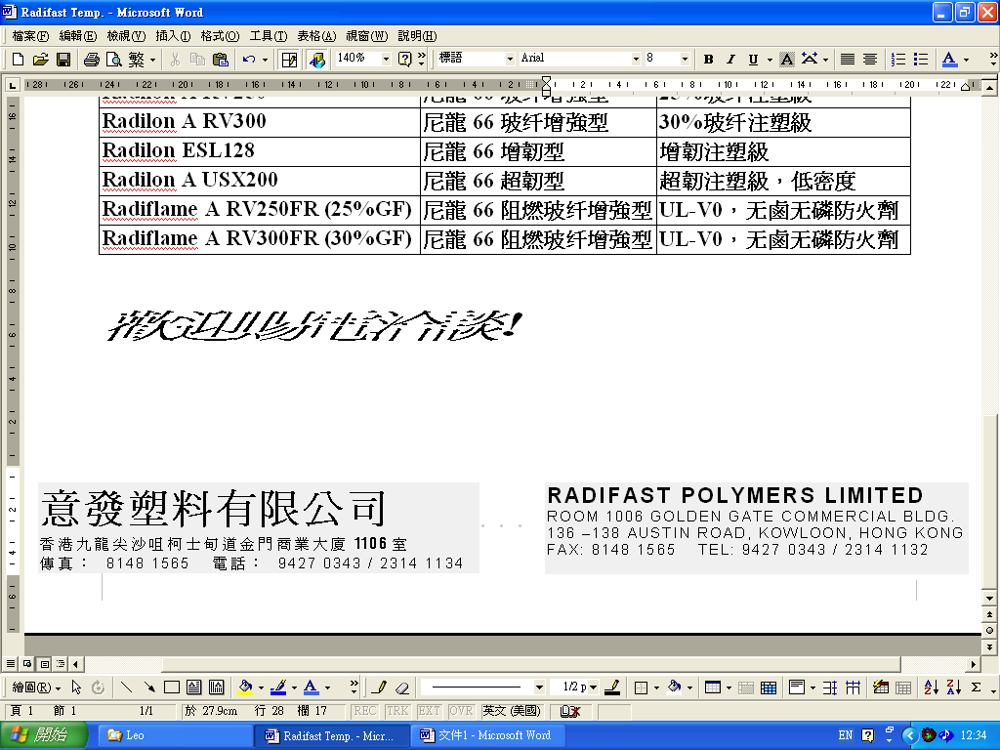 Radifast Temp. - Microsoft Word
檔案(F) 編輯(E) 檢視(V) 插入(I) 格式(O) 工具(T) 表格(A) 視窗(W) 說明(H)
繁 140% 標語 Arial 8 B I U A A
Radilon A RV250 尼龍 66 玻纤增強型 25%玻纤注塑級
Radilon A RV300 尼龍 66 玻纤增強型 30%玻纤注塑級
Radilon ESL128 尼龍 66 增韌型 增韌注塑級
Radilon A USX200 尼龍 66 超韌型 超韌注塑級，低密度
Radiflame A RV250FR (25%GF) 尼龍 66 阻燃玻纤增強型 UL-V0，无鹵无磷防火劑
Radiflame A RV300FR (30%GF) 尼龍 66 阻燃玻纤增強型 UL-V0，无鹵无磷防火劑
歡迎賜電洽談!
意發塑料有限公司
香港九龍尖沙咀柯士甸道金門商業大廈 1106 室
傳真： 8148 1565 電話： 9427 0343 / 2314 1134
RADIFAST POLYMERS LIMITED
ROOM 1006 GOLDEN GATE COMMERCIAL BLDG.
136 –138 AUSTIN ROAD, KOWLOON, HONG KONG
FAX: 8148 1565 TEL: 9427 0343 / 2314 1132
繪圖(R) A 1/2 p Σ
頁 1 節 1 1/1 於 27.9cm 行 28 欄 17 REC TRK EXT OVR 英文 (美國)
開始 Leo Radifast Temp. - Micr... 文件1 - Microsoft Word EN 12:34